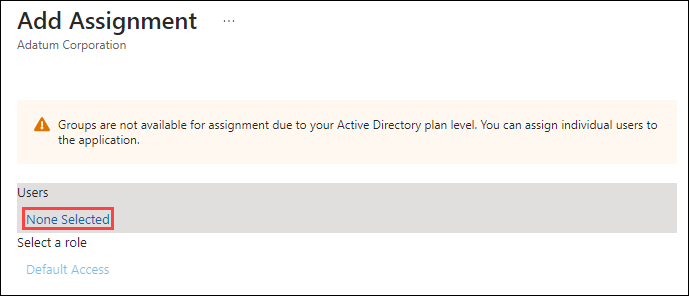 Add Assignment ...
Adatum Corporation
Groups are not available for assignment due to your Active Directory plan level. You can assign individual users to
the application.
Users
None Selected
Select a role
Default Access